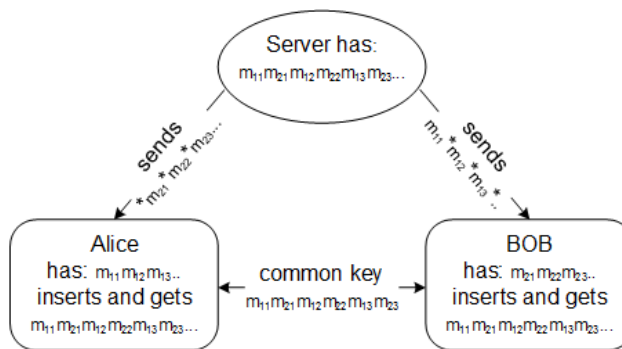 Server has:
m₁₁m₂₁m₁₂m₂₂m₁₃m₂₃...
sends
*m₂₁*m₂₂*m₂₃...
sends
m₁₁*m₁₂*m₁₃*..
Alice
has: m₁₁m₁₂m₁₃..
inserts and gets
m₁₁m₂₁m₁₂m₂₂m₁₃m₂₃...
common key
m₁₁m₂₁m₁₂m₂₂m₁₃m₂₃
BOB
has: m₂₁m₂₂m₂₃..
inserts and gets
m₁₁m₂₁m₁₂m₂₂m₁₃m₂₃...